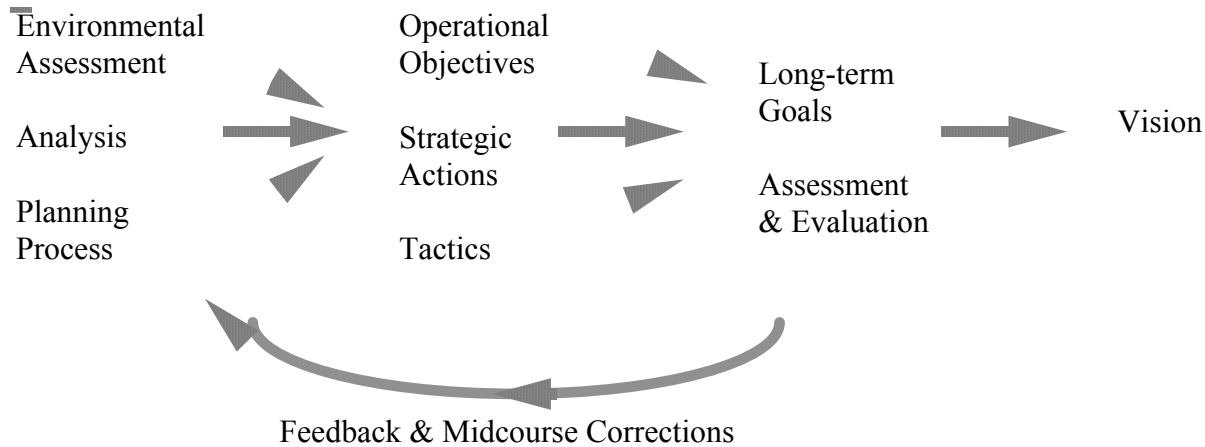 Environmental
Assessment
Analysis
Planning
Process
Operational
Objectives
Strategic
Actions
Tactics
Long-term
Goals
Assessment
& Evaluation
Vision
Feedback & Midcourse Corrections